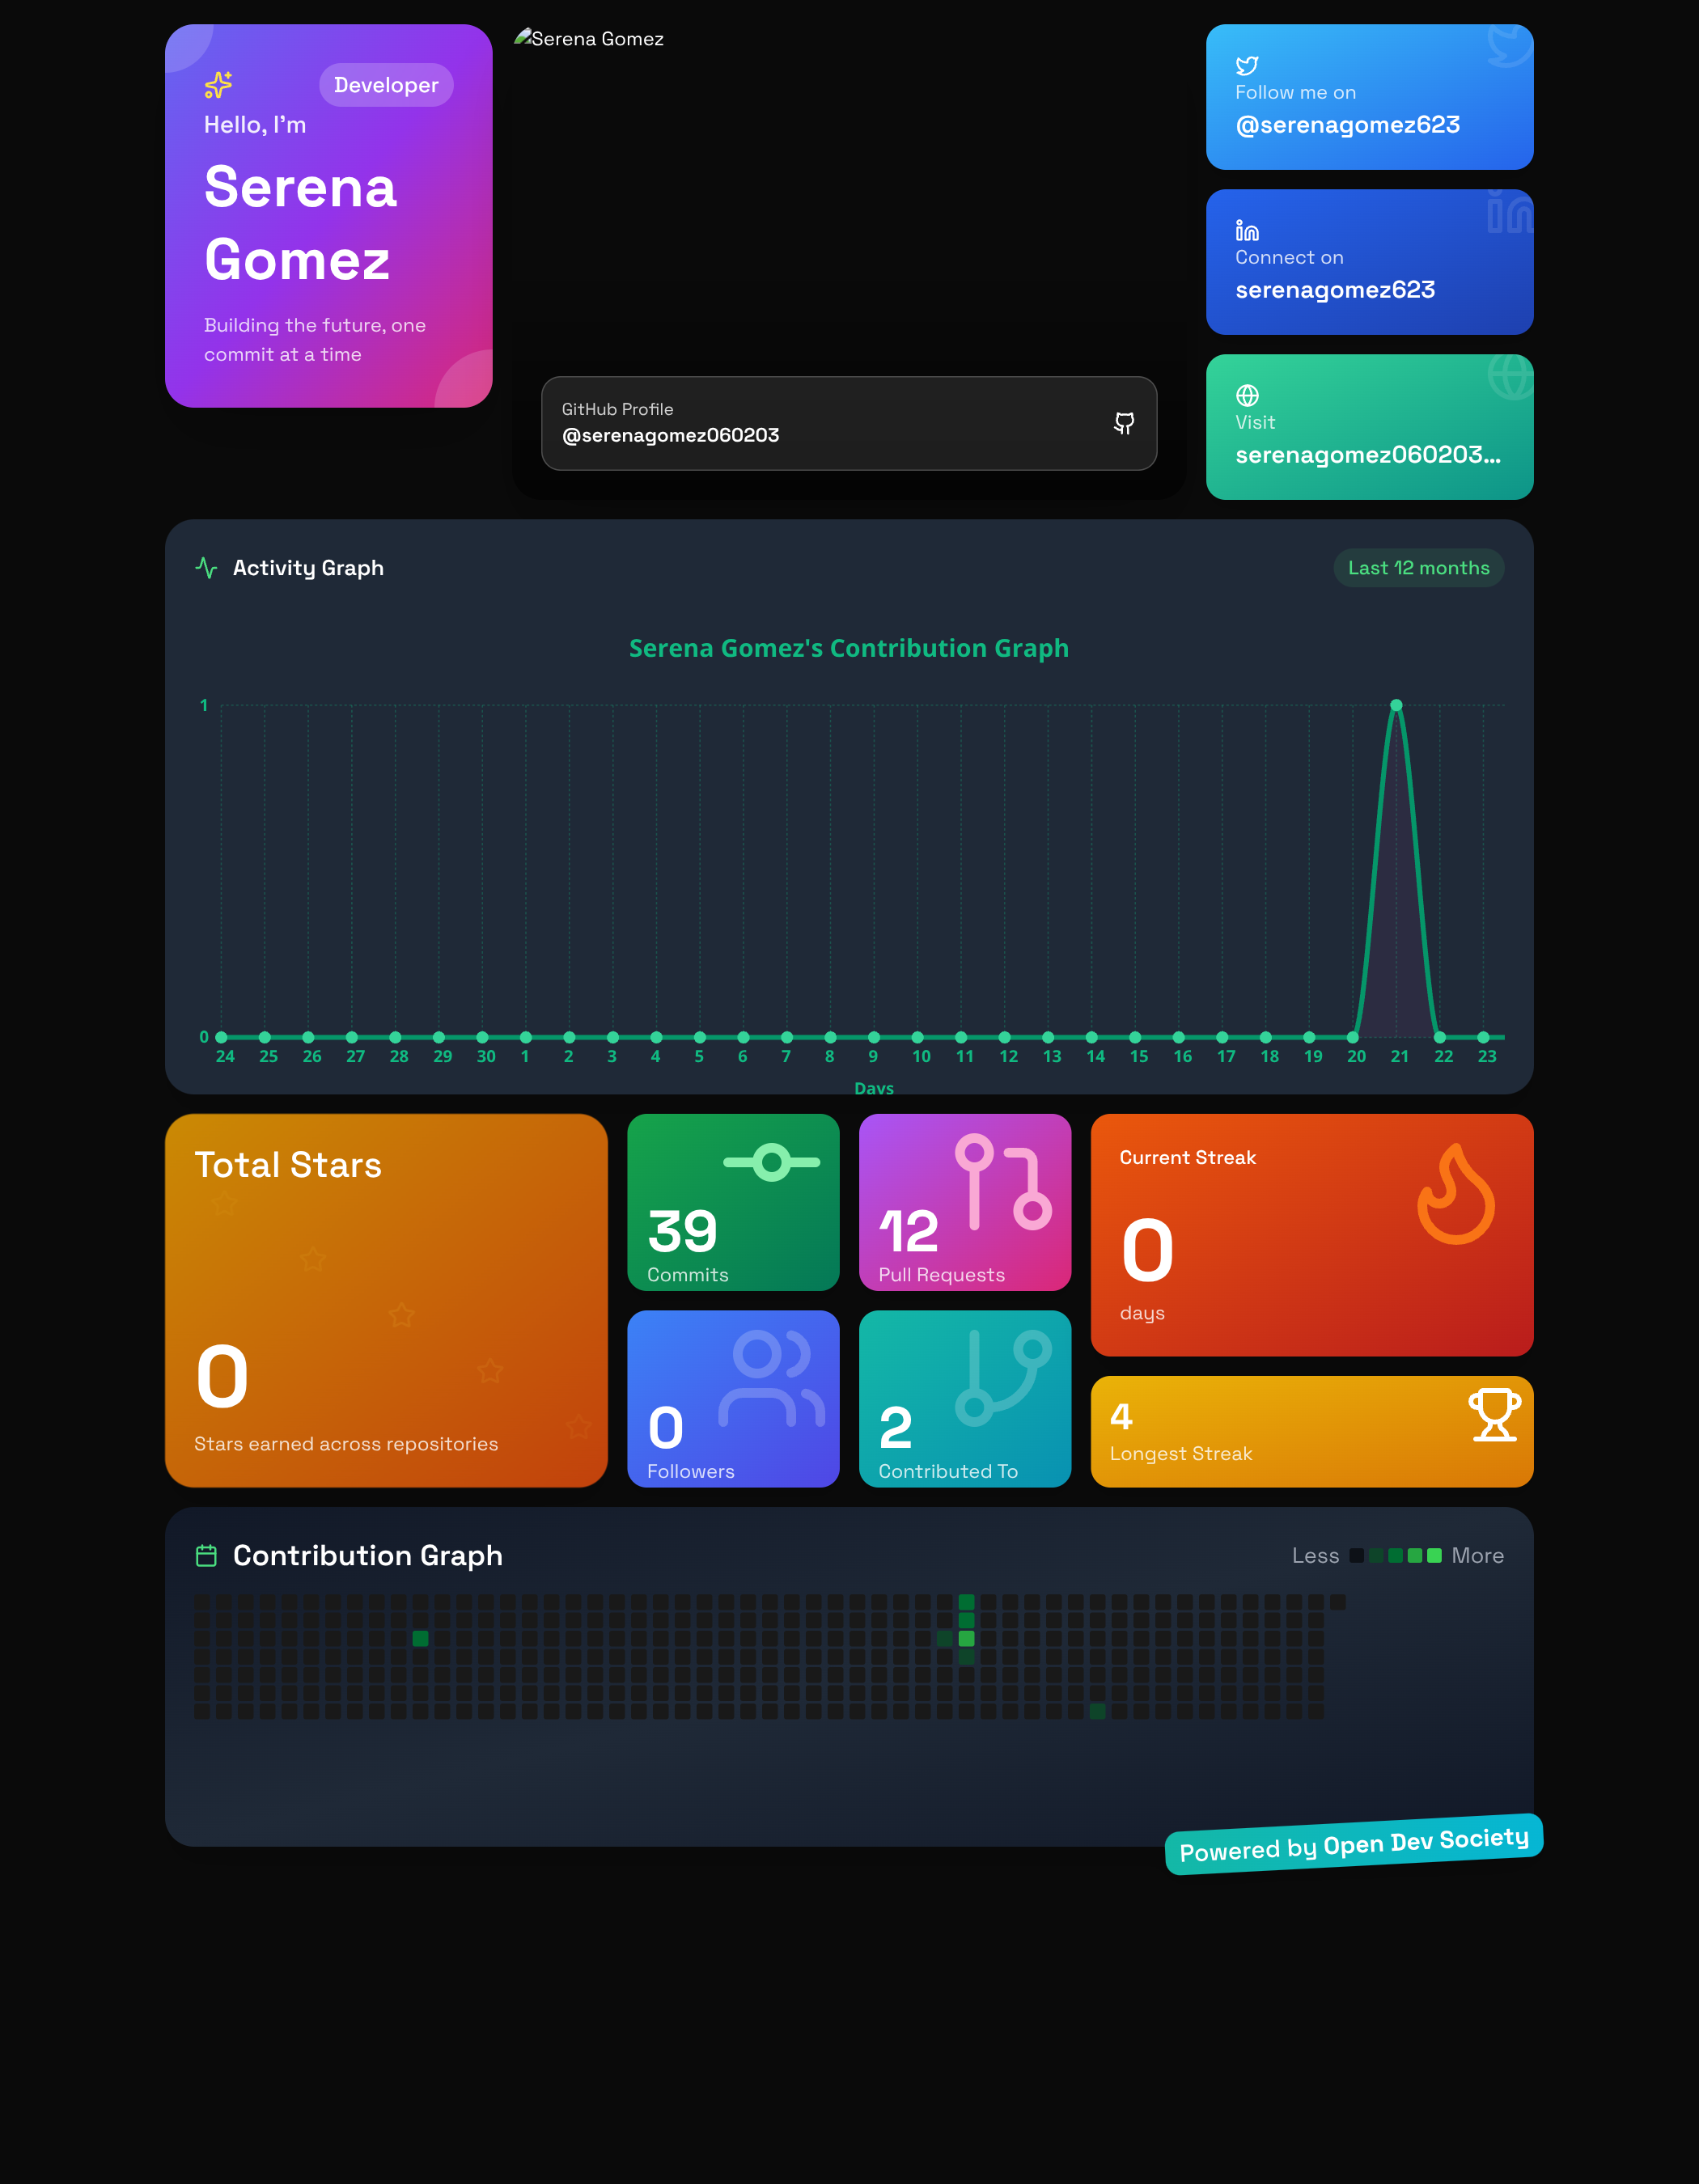 Developer
Hello, I'm
Serena
Gomez
Building the future, one
commit at a time
Serena Gomez
GitHub Profile
@serenagomez060203
Follow me on
@serenagomez623
Connect on
serenagomez623
Visit
serenagomez060203...
Activity Graph
Last 12 months
Serena Gomez's Contribution Graph
1
0
24 25 26 27 28 29 30 1 2 3 4 5 6 7 8 9 10 11 12 13 14 15 16 17 18 19 20 21 22 23
Days
Total Stars
0
Stars earned across repositories
39
Commits
12
Pull Requests
0
Followers
2
Contributed To
Current Streak
0
days
4
Longest Streak
Contribution Graph
Less More
Powered by Open Dev Society